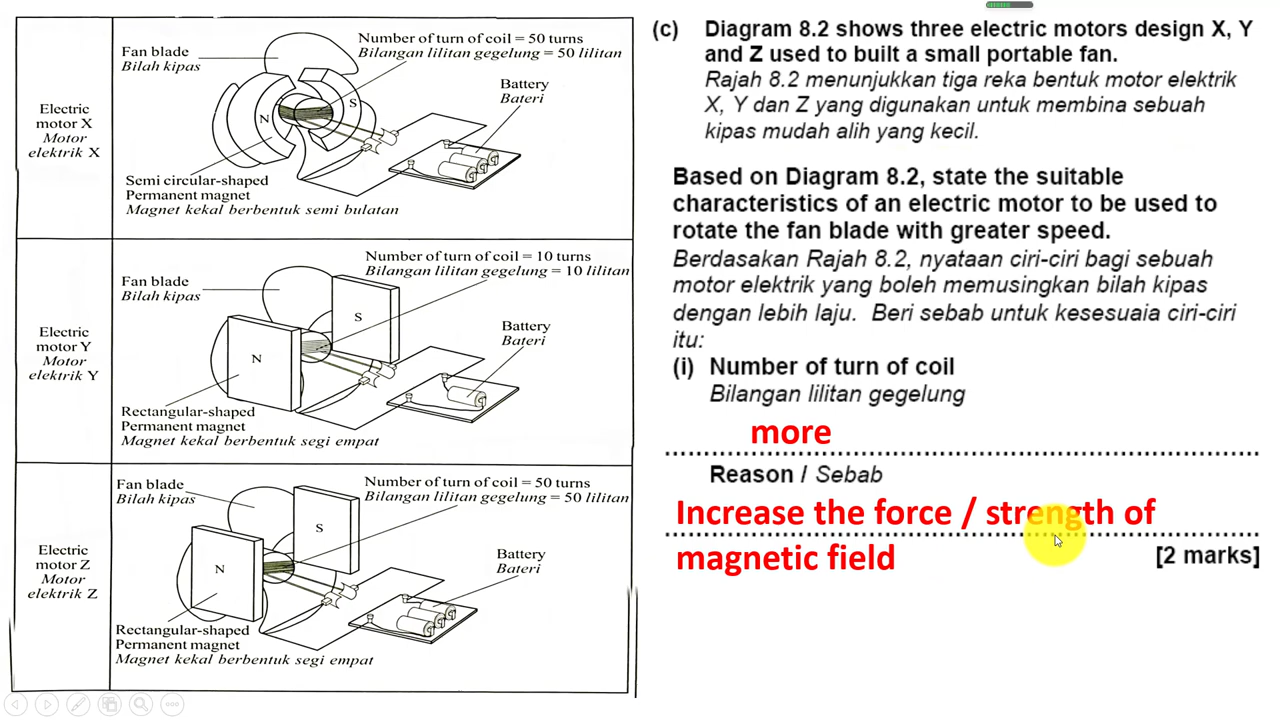 Electric
motor X
Motor
elektrik X
Fan blade
Bilah kipas
Number of turn of coil = 50 turns
Bilangan lilitan gegelung = 50 lilitan
Battery
Bateri
N
S
Semi circular-shaped
Permanent magnet
Magnet kekal berbentuk semi bulatan
Electric
motor Y
Motor
elektrik Y
Number of turn of coil = 10 turns
Bilangan lilitan gegelung = 10 lilitan
Fan blade
Bilah kipas
S
Battery
Bateri
N
Rectangular-shaped
Permanent magnet
Magnet kekal berbentuk segi empat
Electric
motor Z
Motor
elektrik Z
Fan blade
Bilah kipas
Number of turn of coil = 50 turns
Bilangan lilitan gegelung = 50 lilitan
S
Battery
Bateri
N
Rectangular-shaped
Permanent magnet
Magnet kekal berbentuk segi empat
(c) Diagram 8.2 shows three electric motors design X, Y
and Z used to built a small portable fan.
Rajah 8.2 menunjukkan tiga reka bentuk motor elektrik
X, Y dan Z yang digunakan untuk membina sebuah
kipas mudah alih yang kecil.
Based on Diagram 8.2, state the suitable
characteristics of an electric motor to be used to
rotate the fan blade with greater speed.
Berdasakan Rajah 8.2, nyataan ciri-ciri bagi sebuah
motor elektrik yang boleh memusingkan bilah kipas
dengan lebih laju. Beri sebab untuk kesesuaia ciri-ciri
itu:
(i) Number of turn of coil
Bilangan lilitan gegelung
more
Reason / Sebab
Increase the force / strength of
magnetic field
[2 marks]